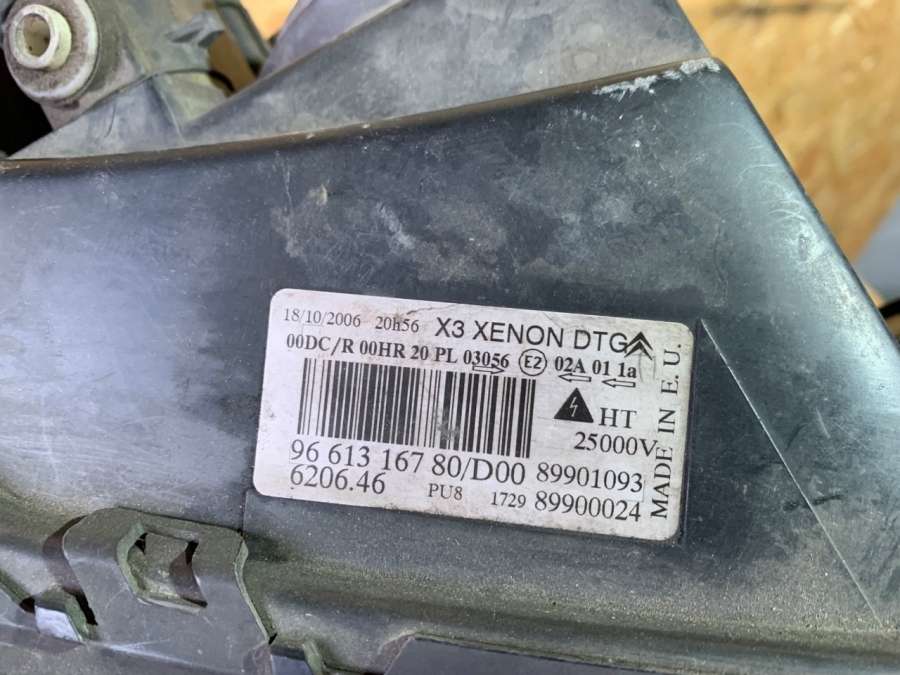 18/10/2006 20h56 X3 XENON DTG
00DC/R 00HR 20 PL 03056 E2 02A 01 1a
HT
25000V
96 613 167 80/D00 89901093
6206.46 PU8 1729 89900024
MADE IN E. U.